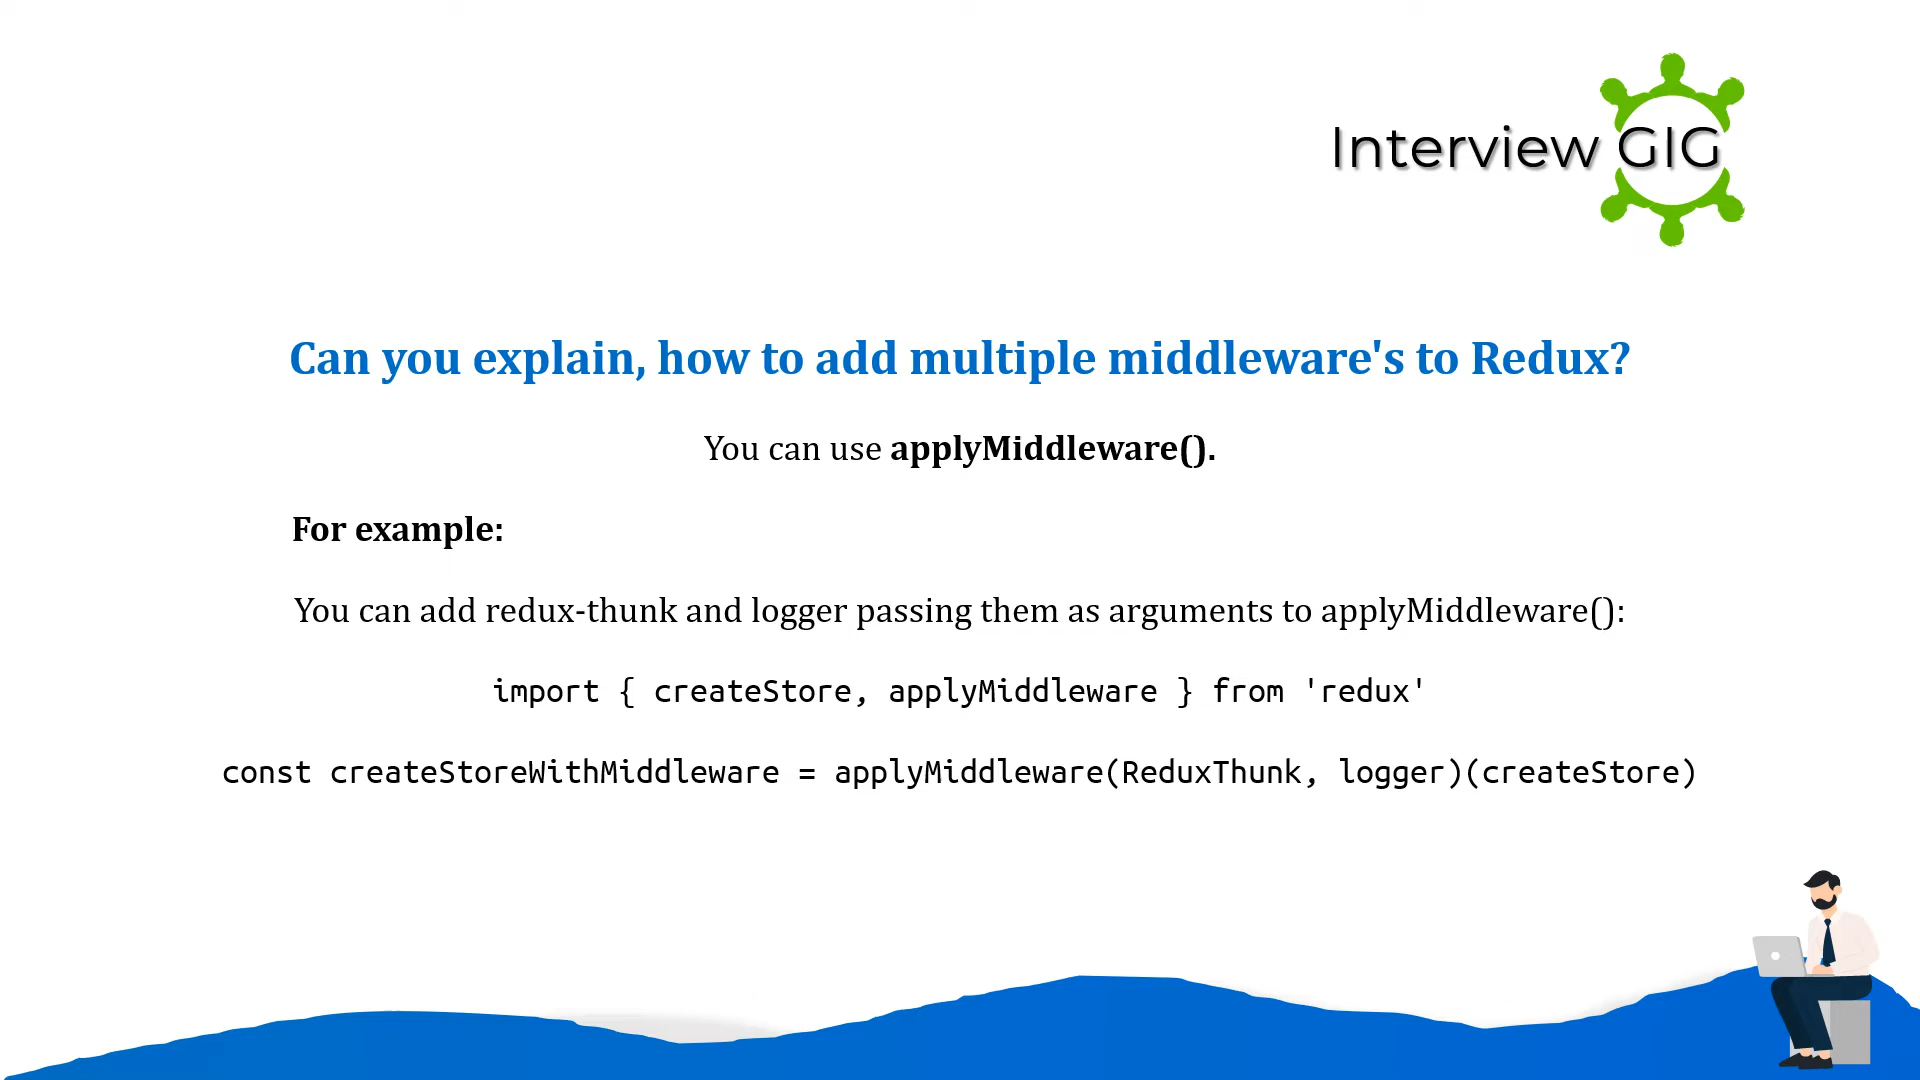 Interview GIG
Can you explain, how to add multiple middleware's to Redux?
You can use applyMiddleware().
For example:
You can add redux-thunk and logger passing them as arguments to applyMiddleware():
import { createStore, applyMiddleware } from 'redux'
const createStoreWithMiddleware = applyMiddleware(ReduxThunk, logger)(createStore)